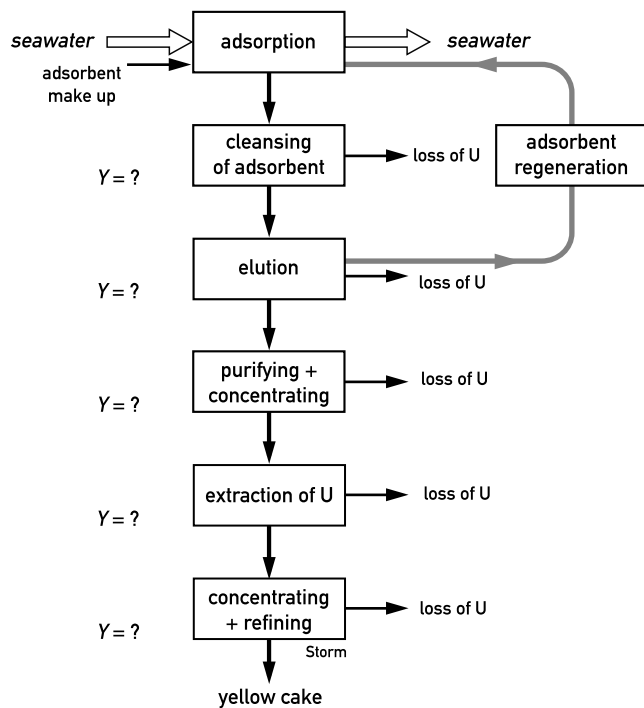 seawater
adsorption
seawater
adsorbent
make up
cleansing
of adsorbent
loss of U
adsorbent
regeneration
Y = ?
elution
loss of U
Y = ?
purifying +
concentrating
loss of U
Y = ?
extraction of U
loss of U
Y = ?
concentrating
+ refining
loss of U
Y = ?
Storm
yellow cake